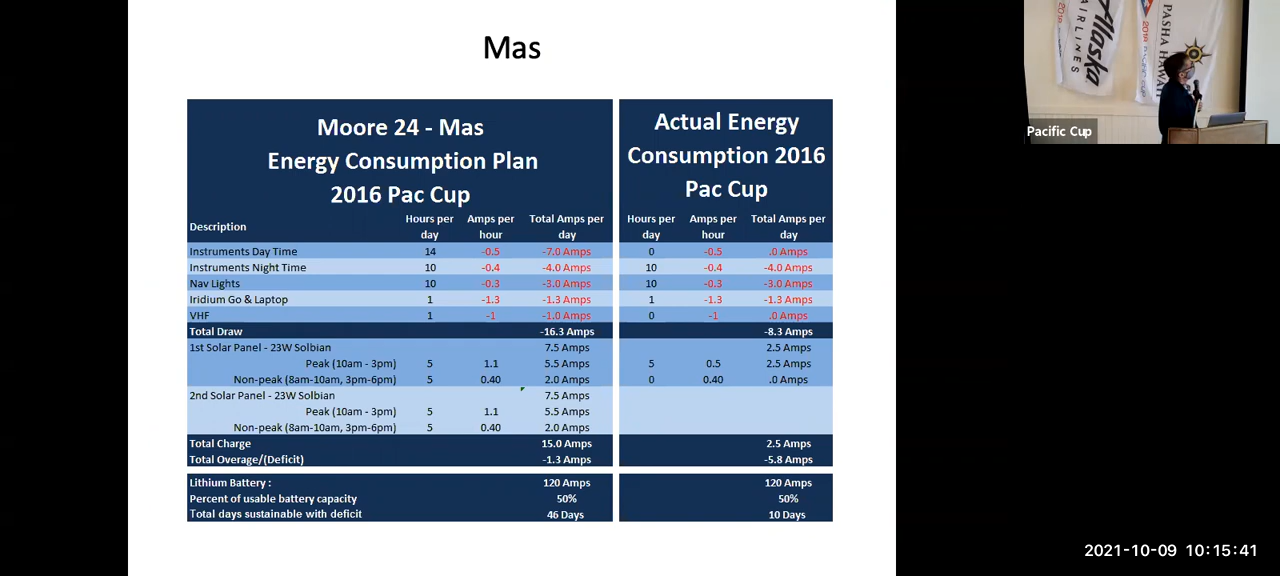 Mas
Moore 24 - Mas
Energy Consumption Plan
2016 Pac Cup
Actual Energy
Consumption 2016
Pac Cup
Description Hours per day Amps per hour Total Amps per day Hours per day Amps per hour Total Amps per day
Instruments Day Time 14 -0.5 -7.0 Amps 0 -0.5 .0 Amps
Instruments Night Time 10 -0.4 -4.0 Amps 10 -0.4 -4.0 Amps
Nav Lights 10 -0.3 -3.0 Amps 10 -0.3 -3.0 Amps
Iridium Go & Laptop 1 -1.3 -1.3 Amps 1 -1.3 -1.3 Amps
VHF 1 -1 -1.0 Amps 0 -1 .0 Amps
Total Draw -16.3 Amps -8.3 Amps
1st Solar Panel - 23W Solbian 7.5 Amps 2.5 Amps
Peak (10am - 3pm) 5 1.1 5.5 Amps 5 0.5 2.5 Amps
Non-peak (8am-10am, 3pm-6pm) 5 0.40 2.0 Amps 0 0.40 .0 Amps
2nd Solar Panel - 23W Solbian 7.5 Amps
Peak (10am - 3pm) 5 1.1 5.5 Amps
Non-peak (8am-10am, 3pm-6pm) 5 0.40 2.0 Amps
Total Charge 15.0 Amps 2.5 Amps
Total Overage/(Deficit) -1.3 Amps -5.8 Amps
Lithium Battery : 120 Amps 120 Amps
Percent of usable battery capacity 50% 50%
Total days sustainable with deficit 46 Days 10 Days
Alaska
AIRLINES
PASHA HAWAII
Pacific Cup
2021-10-09 10:15:41